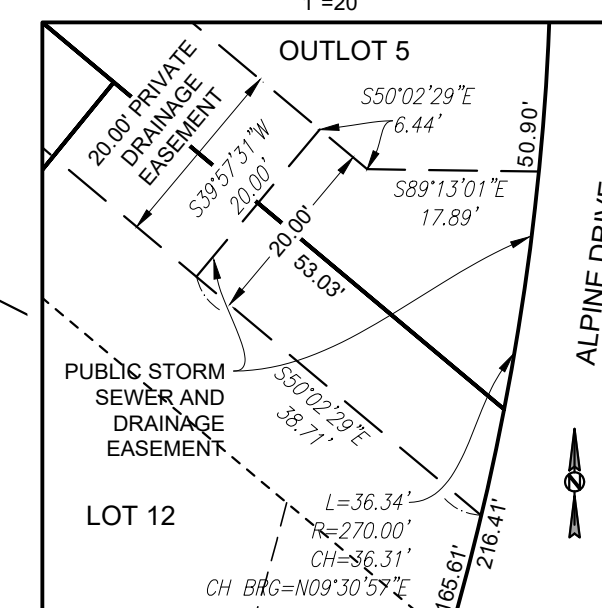 1"=20'
OUTLOT 5
20.00' PRIVATE
DRAINAGE
EASEMENT
S50°02'29"E
6.44'
50.90'
S39°57'31"W
20.00'
S89°13'01"E
17.89'
20.00'
53.03'
ALPINE DRIVE
PUBLIC STORM
SEWER AND
DRAINAGE
EASEMENT
S50°02'29"E
38.71'
LOT 12
L=36.34'
R=270.00'
CH=36.31'
CH BRG=N09°30'57"E
165.61'
216.41'
N